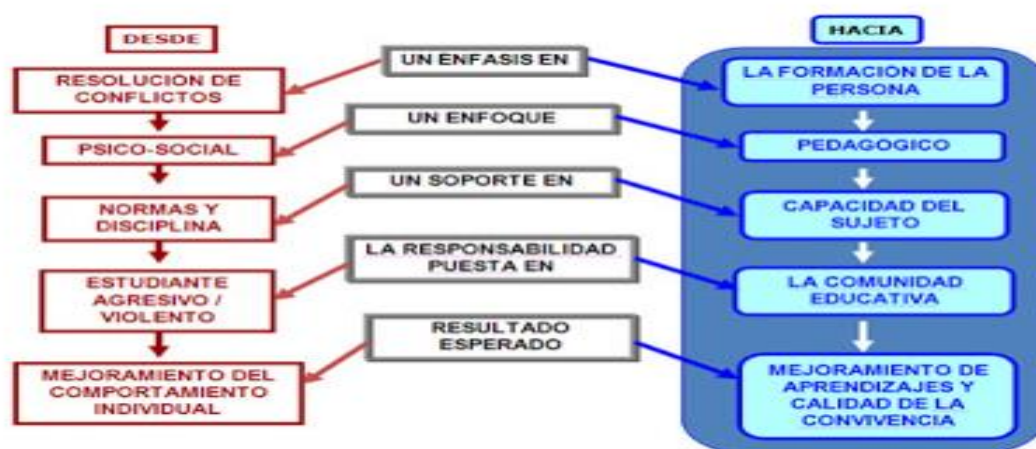 DESDE
RESOLUCION DE
CONFLICTOS
PSICO-SOCIAL
NORMAS Y
DISCIPLINA
ESTUDIANTE
AGRESIVO /
VIOLENTO
MEJORAMIENTO DEL
COMPORTAMIENTO
INDIVIDUAL
UN ENFASIS EN
UN ENFOQUE
UN SOPORTE EN
LA RESPONSABILIDAD
PUESTA EN
RESULTADO
ESPERADO
HACIA
LA FORMACION DE LA
PERSONA
PEDAGOGICO
CAPACIDAD DEL
SUJETO
LA COMUNIDAD
EDUCATIVA
MEJORAMIENTO DE
APRENDIZAJES Y
CALIDAD DE LA
CONVIVENCIA